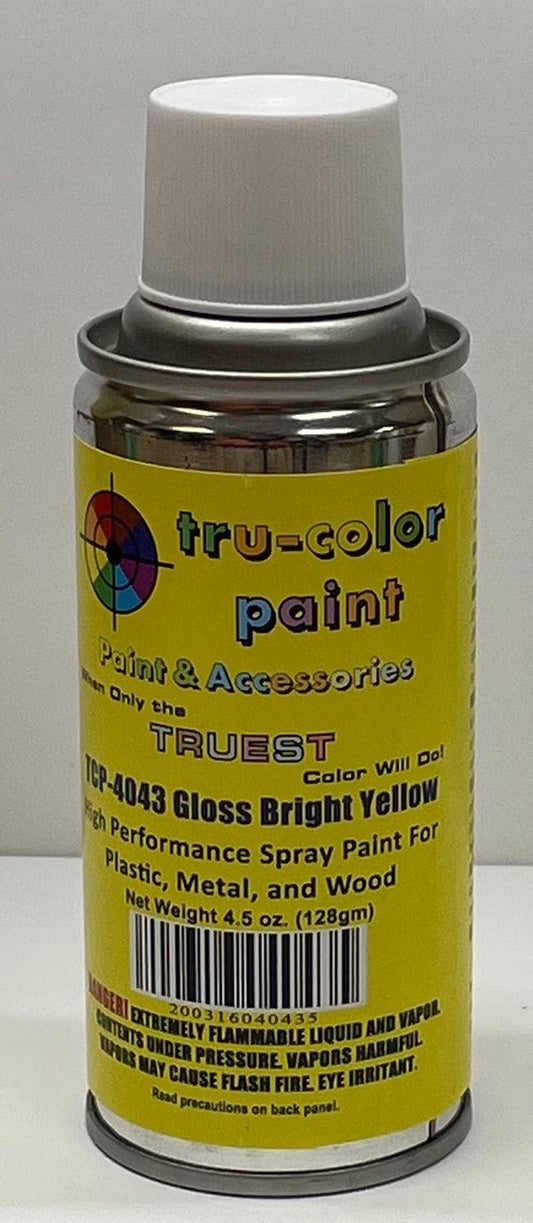 tru-color
paint
Paint & Accessories
When Only the
TRUEST
Color Will Do!
TCP-4043 Gloss Bright Yellow
High Performance Spray Paint For
Plastic, Metal, and Wood
Net Weight 4.5 oz. (128gm)
200316040435
DANGER! EXTREMELY FLAMMABLE LIQUID AND VAPOR.
CONTENTS UNDER PRESSURE. VAPORS HARMFUL.
VAPORS MAY CAUSE FLASH FIRE. EYE IRRITANT.
Read precautions on back panel.